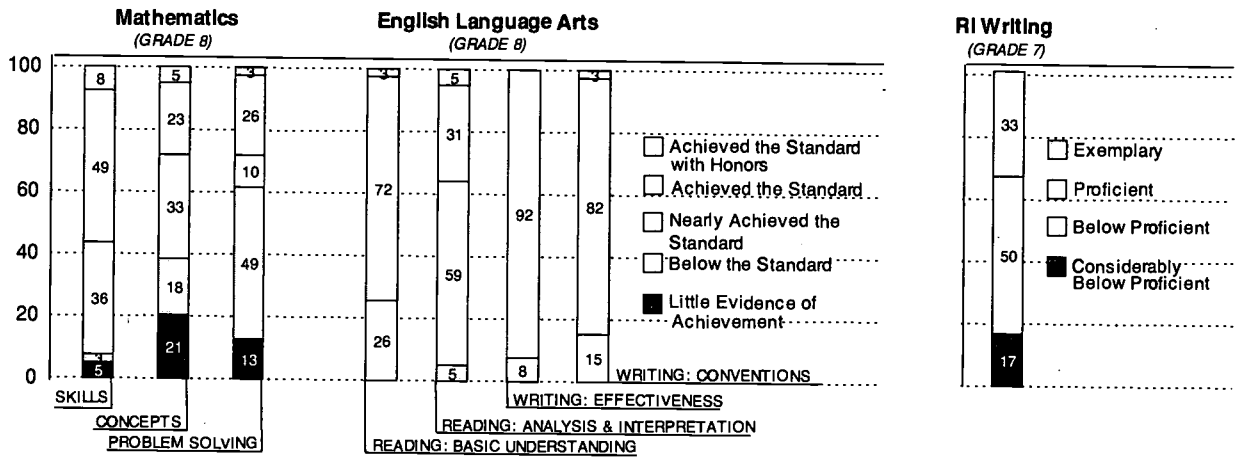 Mathematics
(GRADE 8)
English Language Arts
(GRADE 8)
RI Writing
(GRADE 7)
100
80
60
40
20
0
8
49
36
3
5
5
23
33
18
21
3
26
10
49
13
3
72
26
5
31
59
5
92
8
3
82
15
Achieved the Standard
with Honors
Achieved the Standard
Nearly Achieved the
Standard
Below the Standard
Little Evidence of
Achievement
33
50
17
Exemplary
Proficient
Below Proficient
Considerably
Below Proficient
SKILLS
CONCEPTS
PROBLEM SOLVING
WRITING: CONVENTIONS
WRITING: EFFECTIVENESS
READING: ANALYSIS & INTERPRETATION
READING: BASIC UNDERSTANDING